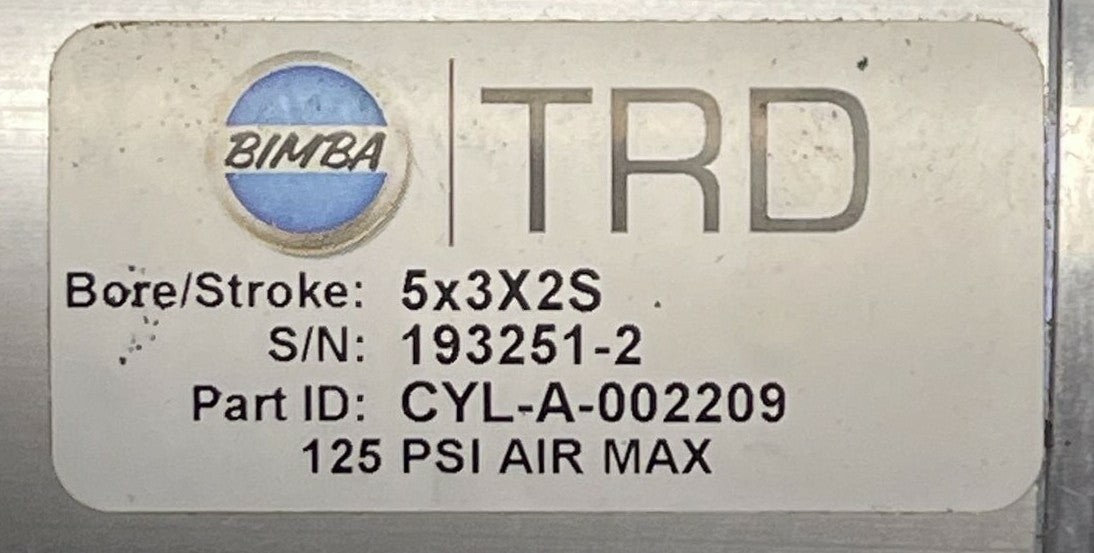 BIMBA
TRD
Bore/Stroke: 5x3X2S
S/N: 193251-2
Part ID: CYL-A-002209
125 PSI AIR MAX